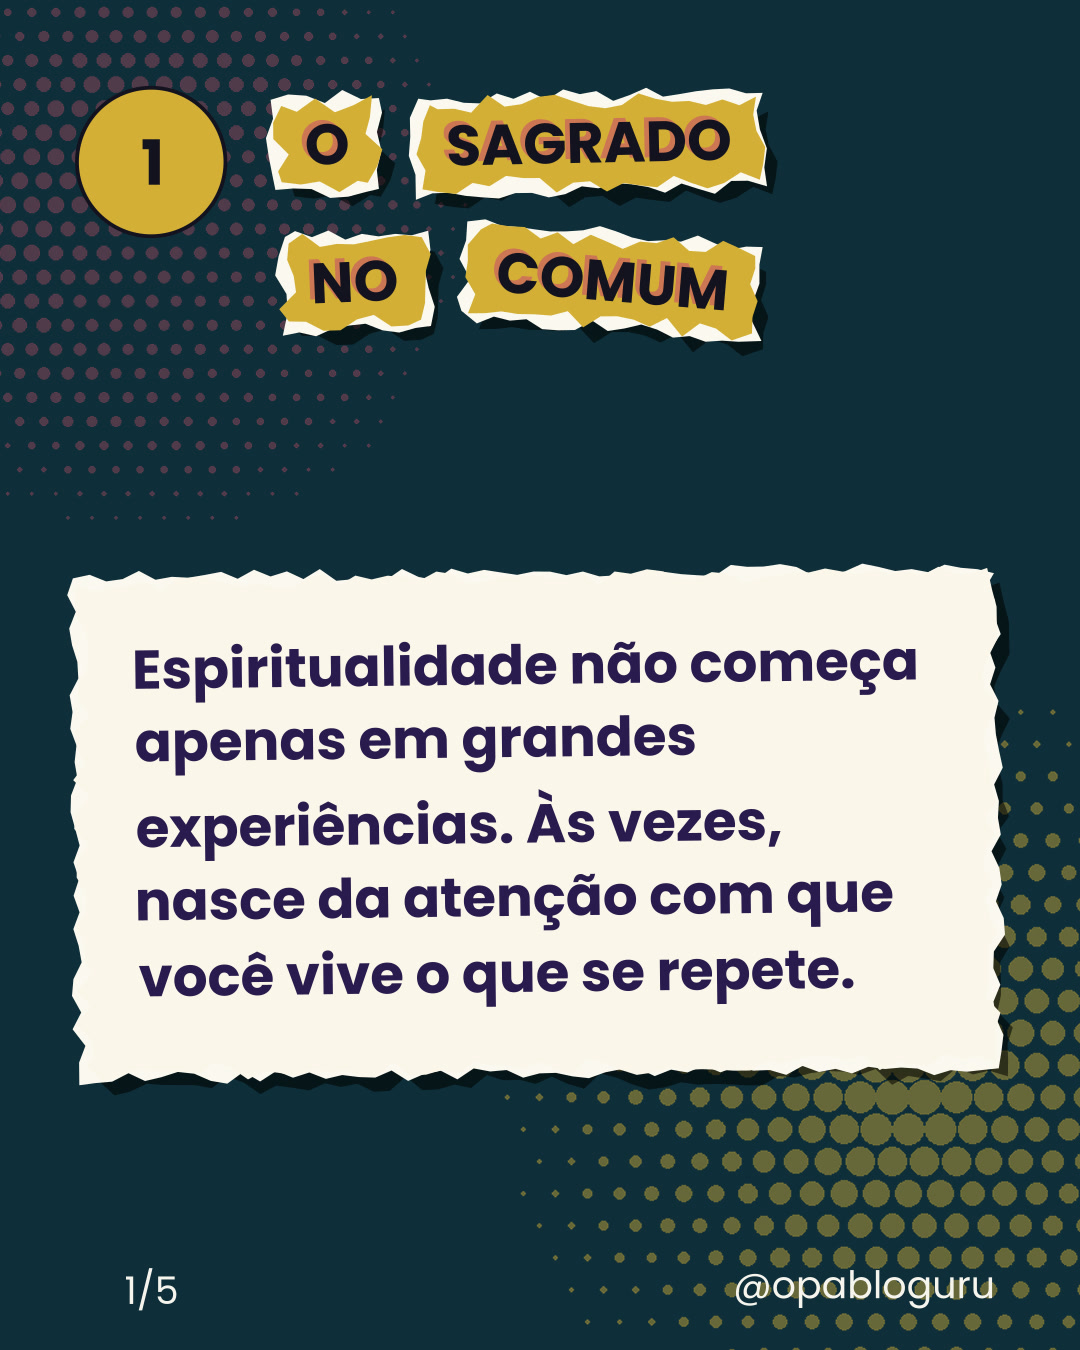 1
O SAGRADO
NO COMUM
Espiritualidade não começa
apenas em grandes
experiências. Às vezes,
nasce da atenção com que
você vive o que se repete.
1/5
@opabloguru